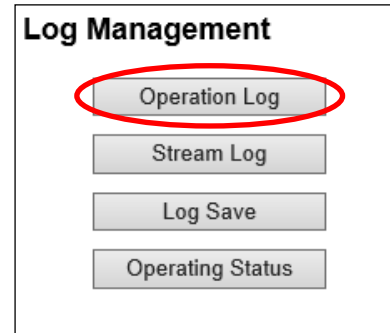 Log Management
Operation Log
Stream Log
Log Save
Operating Status